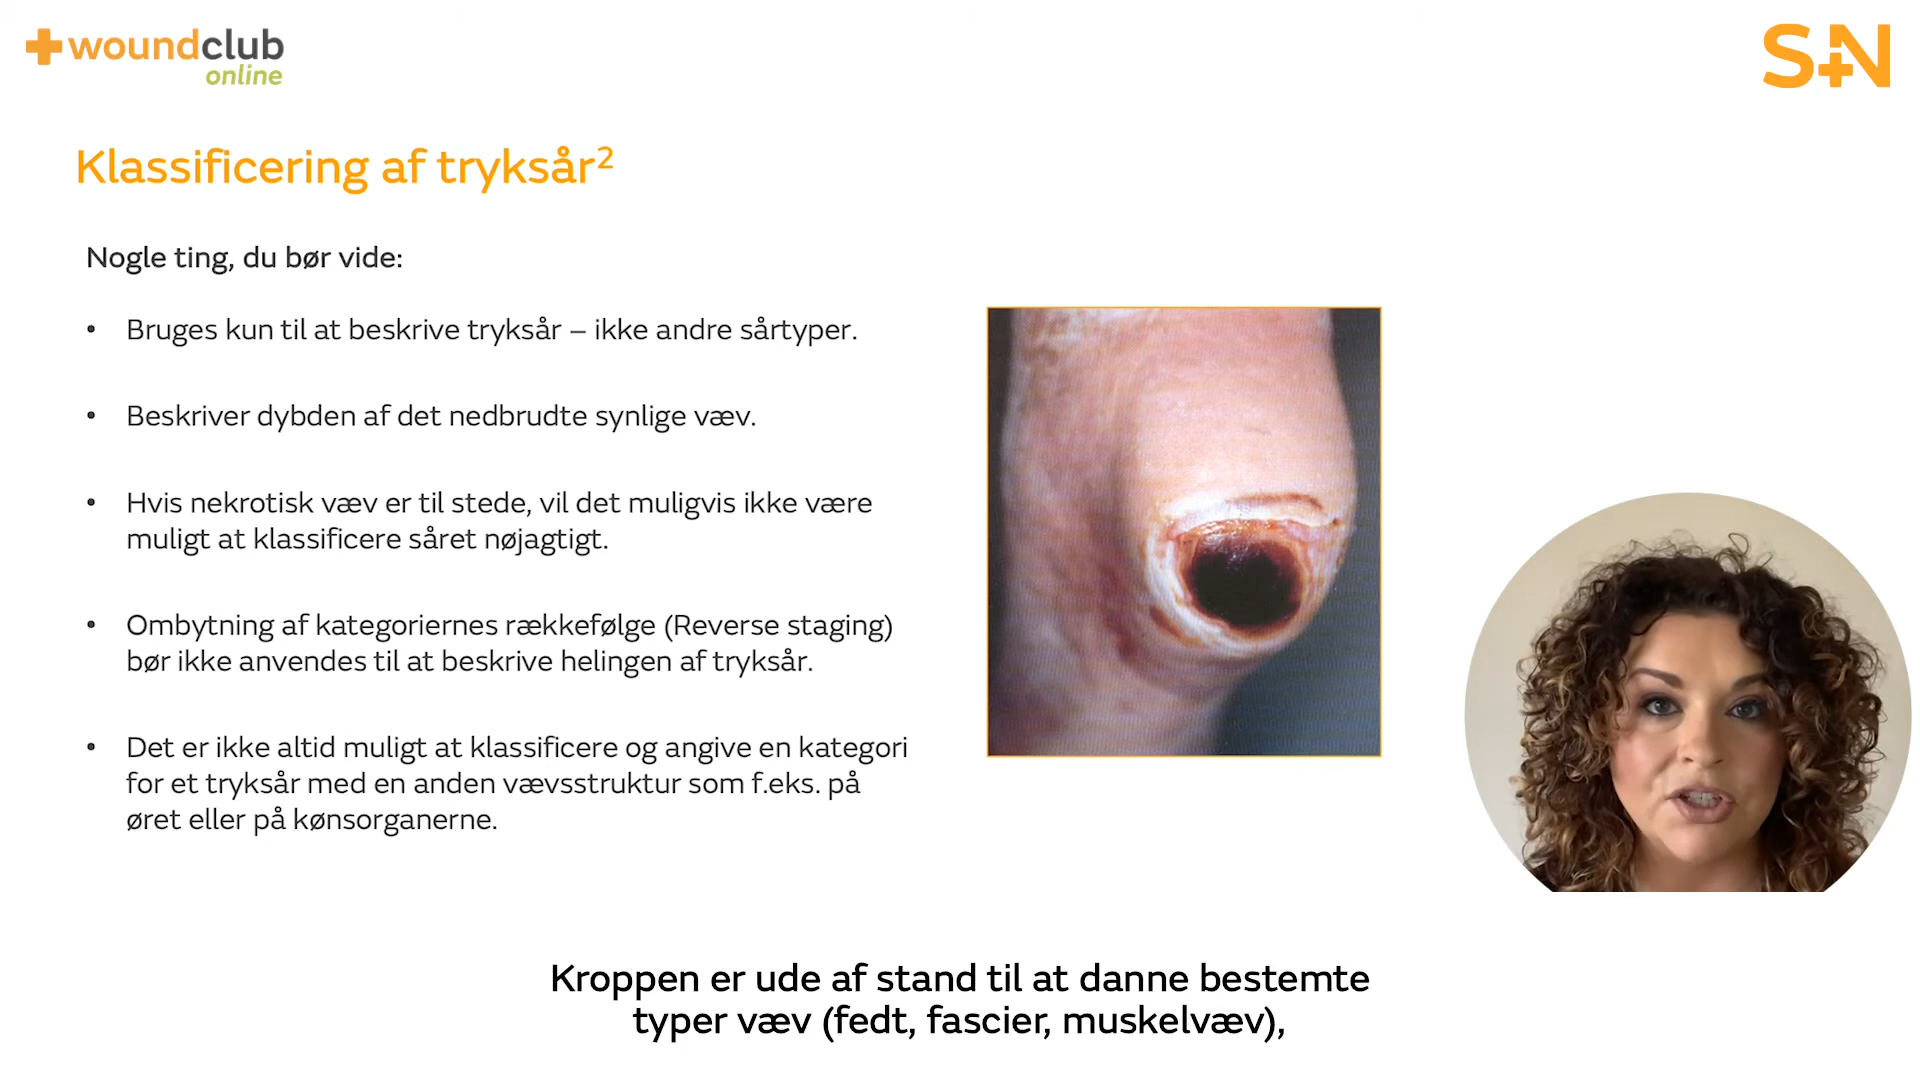 woundclub
online
S+N
Klassificering af tryksår²
Nogle ting, du bør vide:
• Bruges kun til at beskrive tryksår – ikke andre sårtyper.
• Beskriver dybden af det nedbrudte synlige væv.
• Hvis nekrotisk væv er til stede, vil det muligvis ikke være
muligt at klassificere såret nøjagtigt.
• Ombytning af kategoriernes rækkefølge (Reverse staging)
bør ikke anvendes til at beskrive helingen af tryksår.
• Det er ikke altid muligt at klassificere og angive en kategori
for et tryksår med en anden vævsstruktur som f.eks. på
øret eller på kønsorganerne.
Kroppen er ude af stand til at danne bestemte
typer væv (fedt, fascier, muskelvæv),